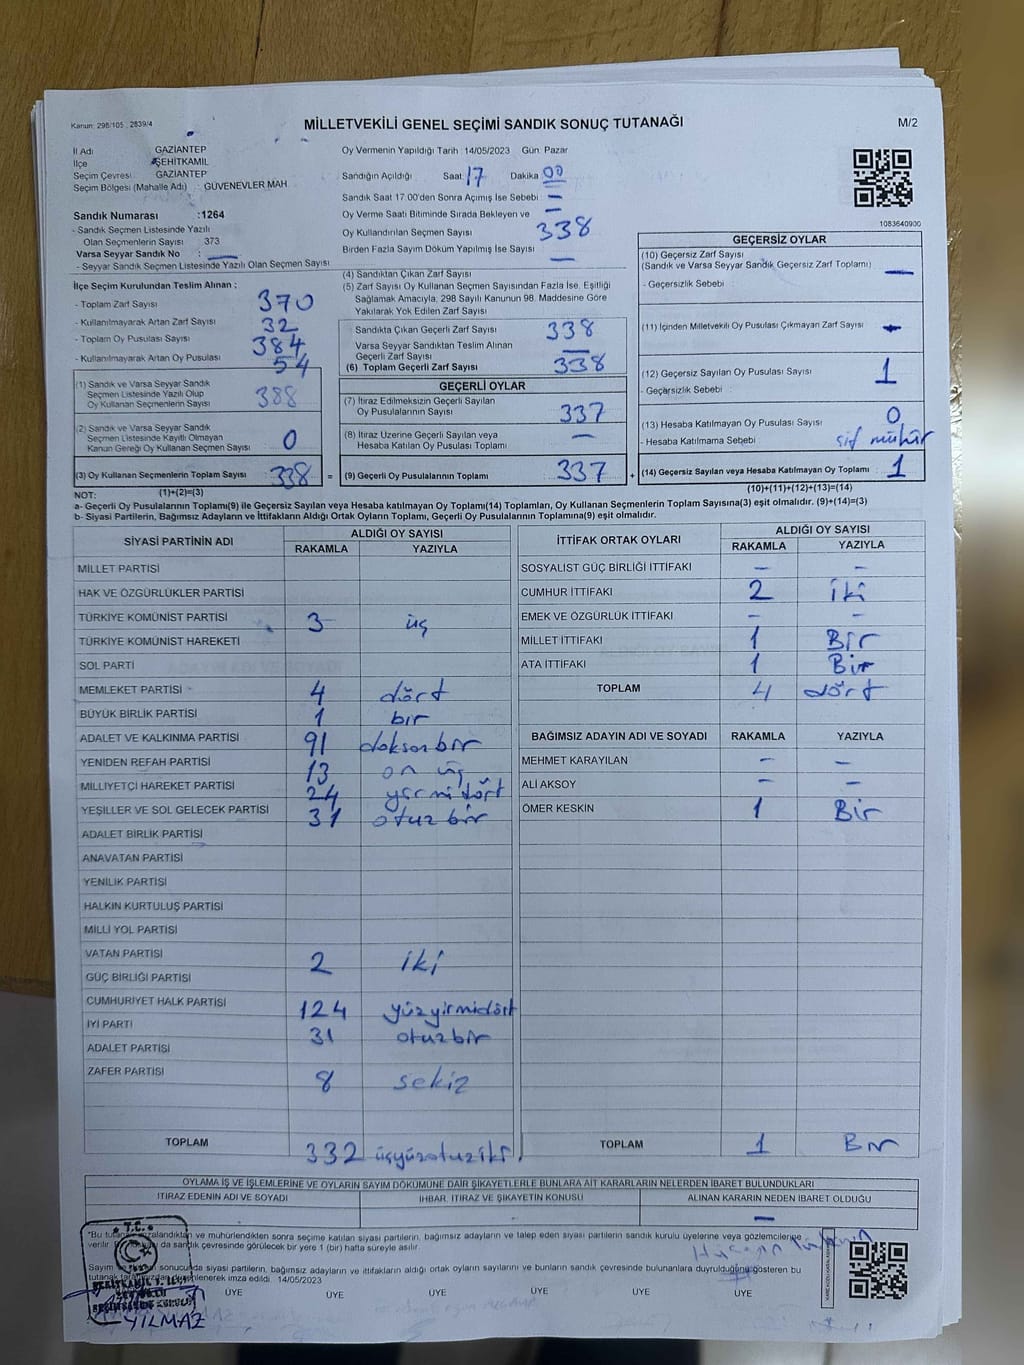 Kanun: 298/105 , 2839/4
MİLLETVEKİLİ GENEL SEÇİMİ SANDIK SONUÇ TUTANAĞI
M/2
İl Adı GAZİANTEP
İlçe ŞEHİTKAMİL
Seçim Çevresi GAZİANTEP
Seçim Bölgesi (Mahalle Adı) : GÜVENEVLER MAH
Oy Vermenin Yapıldığı Tarih 14/05/2023 Gün: Pazar
Sandığın Açıldığı Saat 17 Dakika 00
Sandık Saat 17.00'den Sonra Açılmış İse Sebebi —
Oy Verme Saati Bitiminde Sırada Bekleyen ve —
Oy Kullandırılan Seçmen Sayısı 338
Birden Fazla Sayım Döküm Yapılmış İse Sayısı —
1083640900
Sandık Numarası :1264
- Sandık Seçmen Listesinde Yazılı
Olan Seçmenlerin Sayısı 373
Varsa Seyyar Sandık No : —
- Seyyar Sandık Seçmen Listesinde Yazılı Olan Seçmen Sayısı
İlçe Seçim Kurulundan Teslim Alınan :
- Toplam Zarf Sayısı 370
- Kullanılmayarak Artan Zarf Sayısı 32
- Toplam Oy Pusulası Sayısı 384
- Kullanılmayarak Artan Oy Pusulası 54
(1) Sandık ve Varsa Seyyar Sandık
Seçmen Listesinde Yazılı Olup
Oy Kullanan Seçmenlerin Sayısı 388
(2) Sandık ve Varsa Seyyar Sandık
Seçmen Listesinde Kayıtlı Olmayan
Kanun Gereği Oy Kullanan Seçmen Sayısı 0
(3) Oy Kullanan Seçmenlerin Toplam Sayısı 338 =
(1)+(2)=(3)
(4) Sandıktan Çıkan Zarf Sayısı
(5) Zarf Sayısı Oy Kullanan Seçmen Sayısından Fazla İse, Eşitliği
Sağlamak Amacıyla, 298 Sayılı Kanunun 98. Maddesine Göre
Yakılarak Yok Edilen Zarf Sayısı
Sandıkta Çıkan Geçerli Zarf Sayısı 338
Varsa Seyyar Sandıktan Teslim Alınan
Geçerli Zarf Sayısı —
(6) Toplam Geçerli Zarf Sayısı 338
GEÇERLİ OYLAR
(7) İtiraz Edilmeksizin Geçerli Sayılan
Oy Pusulalarının Sayısı 337
(8) İtiraz Üzerine Geçerli Sayılan veya
Hesaba Katılan Oy Pusulası Toplamı —
(9) Geçerli Oy Pusulalarının Toplamı 337 +
GEÇERSİZ OYLAR
(10) Geçersiz Zarf Sayısı
(Sandık ve Varsa Seyyar Sandık Geçersiz Zarf Toplamı) —
- Geçersizlik Sebebi :
(11) İçinden Milletvekili Oy Pusulası Çıkmayan Zarf Sayısı —
(12) Geçersiz Sayılan Oy Pusulası Sayısı 1
- Geçersizlik Sebebi :
(13) Hesaba Katılmayan Oy Pusulası Sayısı 0
- Hesaba Katılmama Sebebi mühür
(14) Geçersiz Sayılan veya Hesaba Katılmayan Oy Toplamı 1
(10)+(11)+(12)+(13)=(14)
NOT:
a- Geçerli Oy Pusulalarının Toplamı(9) ile Geçersiz Sayılan veya Hesaba katılmayan Oy Toplamı(14) Toplamları, Oy Kullanan Seçmenlerin Toplam Sayısına(3) eşit olmalıdır. (9)+(14)=(3)
b- Siyasi Partilerin, Bağımsız Adayların ve İttifakların Aldığı Ortak Oyların Toplamı, Geçerli Oy Pusulalarının Toplamına(9) eşit olmalıdır.
SİYASİ PARTİNİN ADI ALDIĞI OY SAYISI
RAKAMLA YAZIYLA
MİLLET PARTİSİ
HAK VE ÖZGÜRLÜKLER PARTİSİ
TÜRKİYE KOMÜNİST PARTİSİ 3 üç
TÜRKİYE KOMÜNİST HAREKETİ
SOL PARTİ
MEMLEKET PARTİSİ 4 dört
BÜYÜK BİRLİK PARTİSİ 1 bir
ADALET VE KALKINMA PARTİSİ 91 doksanbir
YENİDEN REFAH PARTİSİ 13 on üç
MİLLİYETÇİ HAREKET PARTİSİ 24 yirmidört
YEŞİLLER VE SOL GELECEK PARTİSİ 31 otuz bir
ADALET BİRLİK PARTİSİ
ANAVATAN PARTİSİ
YENİLİK PARTİSİ
HALKIN KURTULUŞ PARTİSİ
MİLLİ YOL PARTİSİ
VATAN PARTİSİ 2 iki
GÜÇ BİRLİĞİ PARTİSİ
CUMHURİYET HALK PARTİSİ 124 yüzyirmidört
İYİ PARTİ 31 otuzbir
ADALET PARTİSİ
ZAFER PARTİSİ 8 sekiz
TOPLAM 332 üçyüzotuziki
İTTİFAK ORTAK OYLARI ALDIĞI OY SAYISI
RAKAMLA YAZIYLA
SOSYALİST GÜÇ BİRLİĞİ İTTİFAKI — —
CUMHUR İTTİFAKI 2 iki
EMEK VE ÖZGÜRLÜK İTTİFAKI — —
MİLLET İTTİFAKI 1 Bir
ATA İTTİFAKI 1 Bir
TOPLAM 4 dört
BAĞIMSIZ ADAYIN ADI VE SOYADI RAKAMLA YAZIYLA
MEHMET KARAYILAN — —
ALİ AKSOY — —
ÖMER KESKİN 1 Bir
TOPLAM 1 Bir
OYLAMA İŞ VE İŞLEMLERİNE VE OYLARIN SAYIM DÖKÜMÜNE DAİR ŞİKAYETLERLE BUNLARA AİT KARARLARIN NELERDEN İBARET BULUNDUKLARI
İTİRAZ EDENİN ADI VE SOYADI İHBAR, İTİRAZ VE ŞİKAYETİN KONUSU ALINAN KARARIN NEDEN İBARET OLDUĞU
—
*Bu imzalandıktan ve mühürlendikten sonra seçime katılan siyasi partilerin, bağımsız adayların ve talep eden siyasi partilerin sandık kurulu üyelerine veya gözlemcilerine
verilir. da sandık çevresinde görülecek bir yere 1 (bir) hafta süreyle asılır.
Sayım sonucunda siyasi partilerin, bağımsız adayların ve ittifakların aldığı ortak oyların sayılarını ve bunların sandık çevresinde bulunanlara duyrulduğunu gösteren bu
tutanak düzenlenerek imza edildi. 14/05/2023
ÜYE ÜYE ÜYE ÜYE ÜYE ÜYE
T.C.
YILMAZ